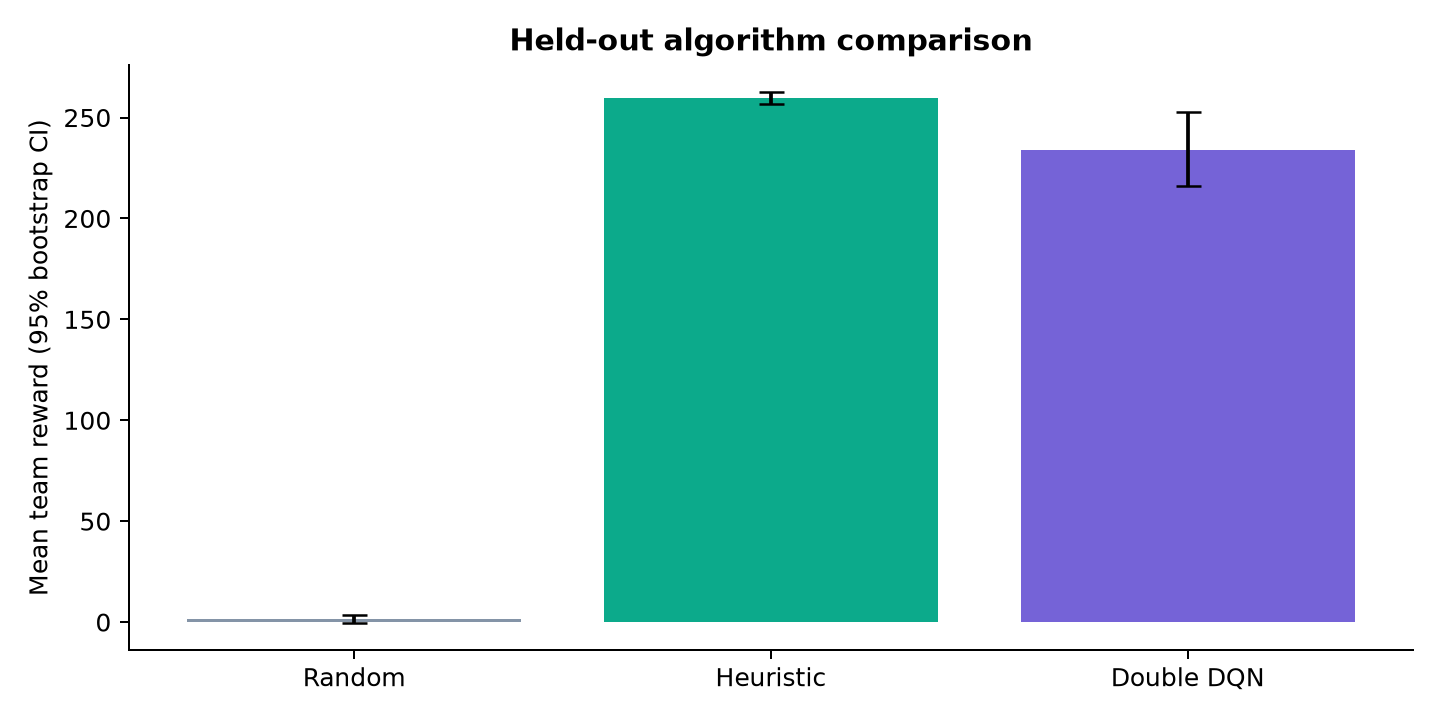 Held-out algorithm comparison
Mean team reward (95% bootstrap CI)
250
200
150
100
50
0
Random
Heuristic
Double DQN